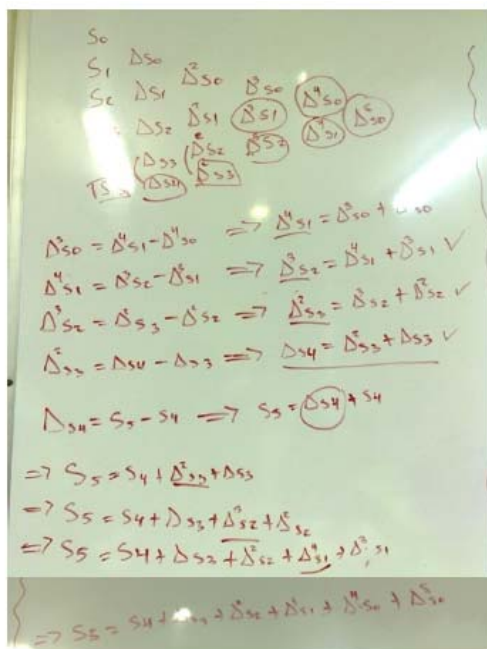 S₀
S₁ ΔS₀
S₂ ΔS₁ Δ²S₀ Δ³S₀ Δ⁴S₀ Δ⁵S₀
ΔS₂ Δ²S₁ Δ³S₁ Δ⁴S₁
ΔS₃ Δ²S₂ Δ³S₂
ΔS₄ Δ²S₃
Δ⁵S₀ = Δ⁴S₁ - Δ⁴S₀ => Δ⁴S₁ =
Δ⁴S₁ = Δ³S₂ - Δ³S₁ => Δ³S₂ = Δ⁴S₁ + Δ³S₁ ✓
Δ³S₂ = Δ²S₃ - Δ²S₂ => Δ²S₃ = Δ³S₂ + Δ²S₂ ✓
Δ²S₃ = ΔS₄ - ΔS₃ => ΔS₄ = Δ²S₃ + ΔS₃ ✓
ΔS₄ = S₅ - S₄ => S₅ = ΔS₄ + S₄
=> S₅ = S₄ + Δ²S₃ + ΔS₃
=> S₅ = S₄ + ΔS₃ + Δ³S₂ + Δ²S₂
=> S₅ = S₄ + ΔS₃ + Δ²S₂ + Δ⁴S₁ + Δ³S₁
=> S₅ = S₄ + + Δ²S₂ + Δ³S₁ + Δ⁴S₀ + Δ⁵S₀